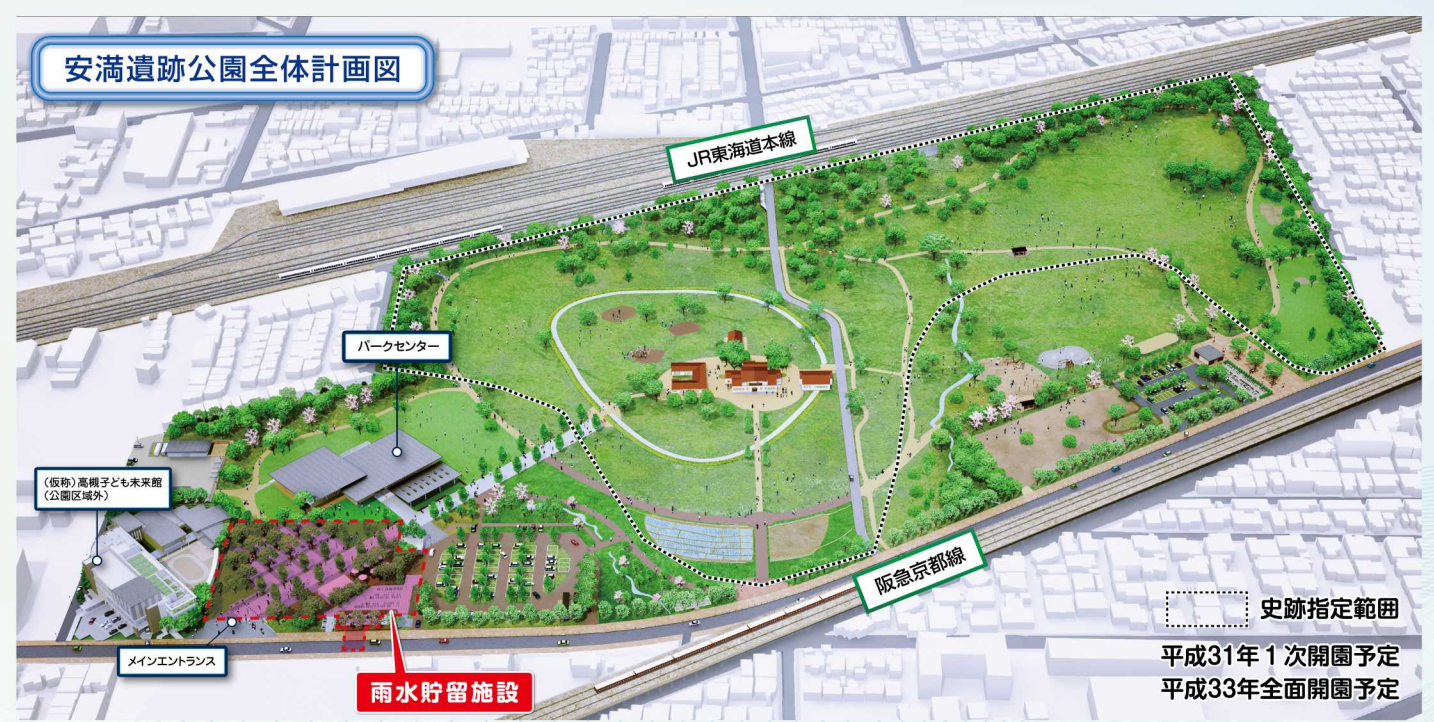 安満遺跡公園全体計画図
JR東海道本線
パークセンター
(仮称)高槻子ども未来館
(公園区域外)
阪急京都線
史跡指定範囲
メインエントランス
雨水貯留施設
平成31年1次開園予定
平成33年全面開園予定